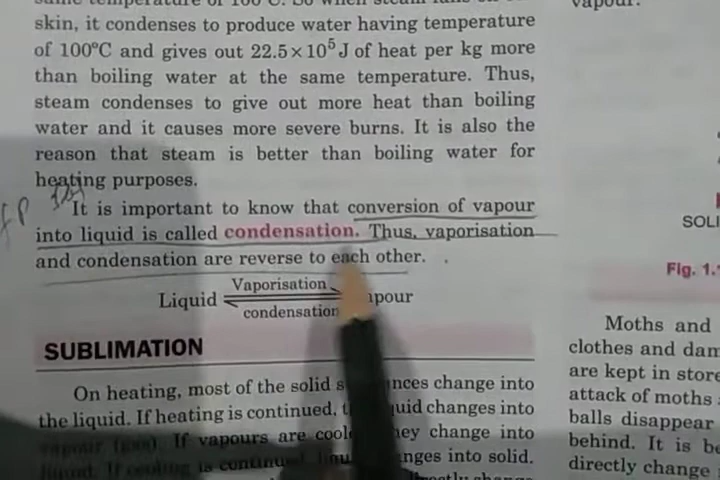 skin, it condenses to produce water having temperature
of 100°C and gives out 22.5×10⁵ J of heat per kg more
than boiling water at the same temperature. Thus,
steam condenses to give out more heat than boiling
water and it causes more severe burns. It is also the
reason that steam is better than boiling water for
heating purposes.
It is important to know that conversion of vapour
into liquid is called condensation. Thus, vaporisation
and condensation are reverse to each other.
Vaporisation
Liquid
condensation
SUBLIMATION
On heating, most of the solid change into
the liquid. If heating is continued, changes into
vapour (gas). If vapours are change into
liquid. If cooling is continued, into solid.
vapour.
SOLI
Fig. 1.
Moths and
clothes and dam
are kept in store
attack of moths
balls disappear
behind. It is be
directly change